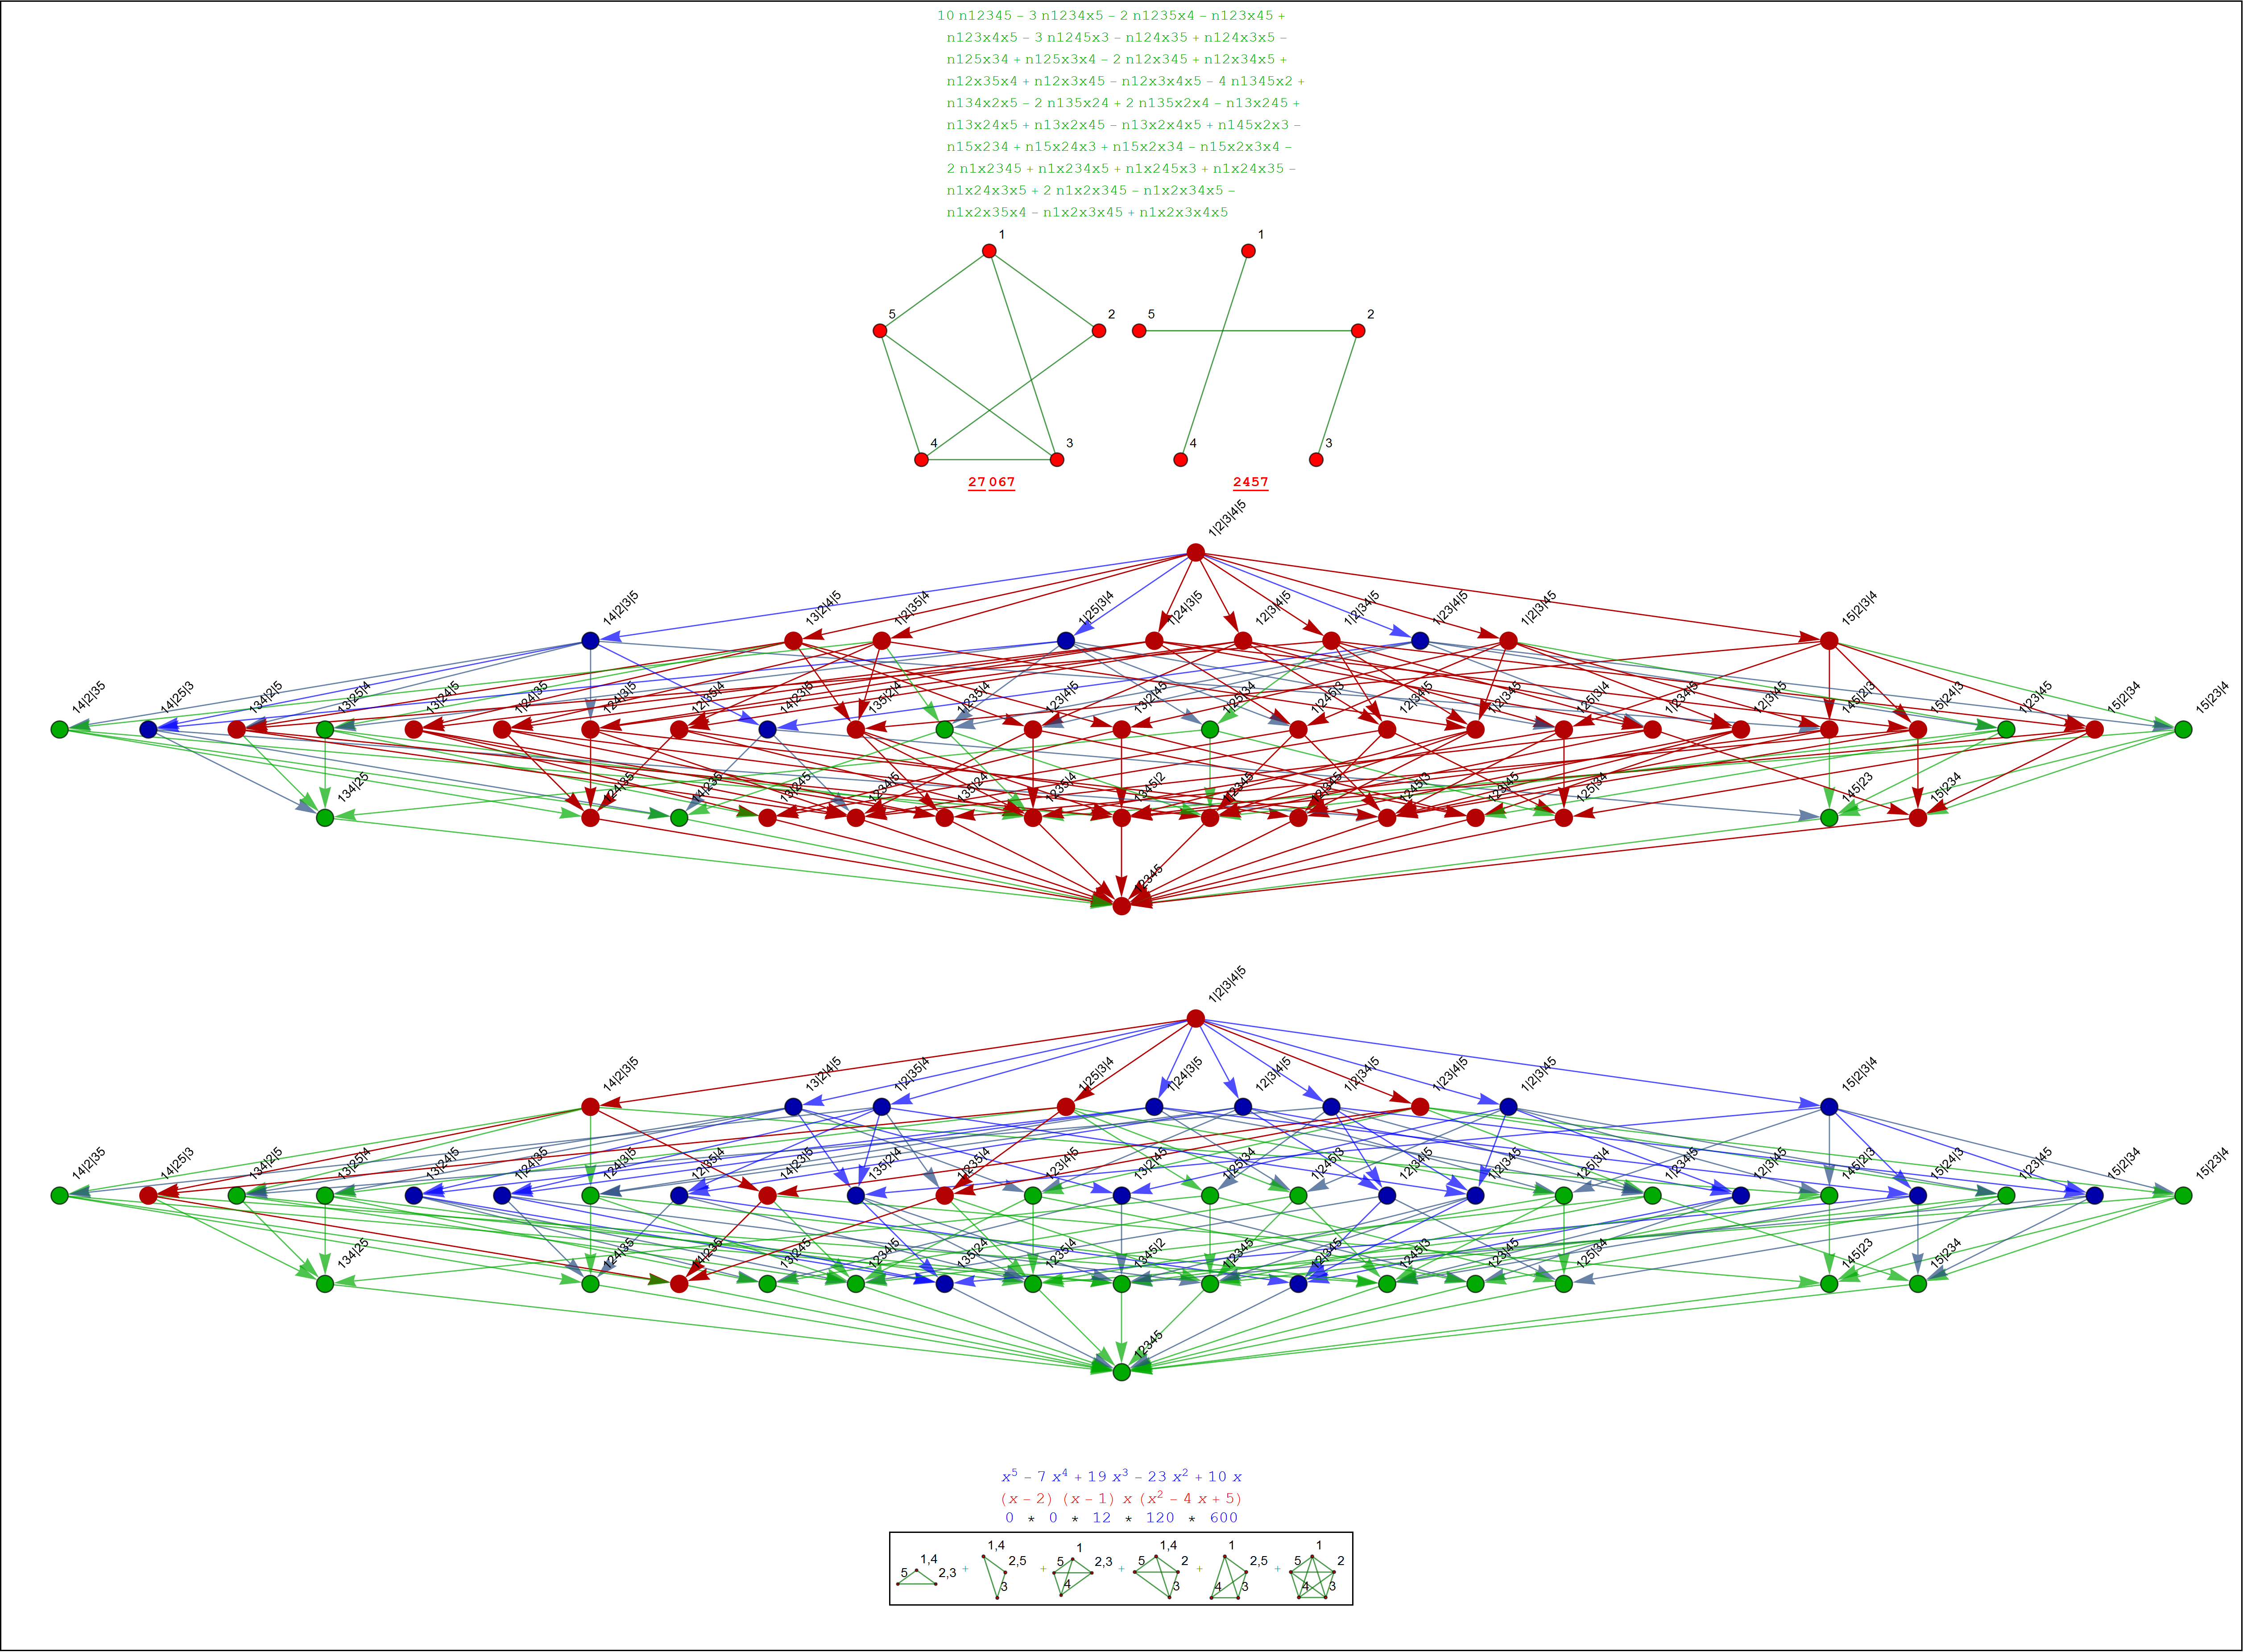 10 n12345 – 3 n1234x5 – 2 n1235x4 – n123x45 +
n123x4x5 – 3 n1245x3 – n124x35 + n124x3x5 –
n125x34 + n125x3x4 – 2 n12x345 + n12x34x5 +
n12x35x4 + n12x3x45 – n12x3x4x5 – 4 n1345x2 +
n134x2x5 – 2 n135x24 + 2 n135x2x4 – n13x245 +
n13x24x5 + n13x2x45 – n13x2x4x5 + n145x2x3 –
n15x234 + n15x24x3 + n15x2x34 – n15x2x3x4 –
2 n1x2345 + n1x234x5 + n1x245x3 + n1x24x35 –
n1x24x3x5 + 2 n1x2x345 – n1x2x34x5 –
n1x2x35x4 – n1x2x3x45 + n1x2x3x4x5
1 1
5 2 5 2
4 3 4 3
27 067 2457
1|2|3|4|5
14|2|3|5 13|2|4|5 1|2|35|4 1|25|3|4 1|24|3|5 12|3|4|5 1|2|34|5 1|23|4|5 1|2|3|45 15|2|3|4
14|2|35 14|25|3 134|2|5 13|25|4 13|24|5 1|24|35 124|3|5 12|35|4 14|23|5 135|2|4 1|235|4 123|4|5 13|2|45 1|25|34 1|245|3 12|34|5 1|2|345 125|3|4 1|234|5 12|3|45 145|2|3 15|24|3 1|23|45 15|2|34 15|23|4
134|25 124|35 14|235 13|245 1234|5 135|24 1235|4 1345|2 1|2345 12|345 1245|3 123|45 125|34 145|23 15|234
12345
1|2|3|4|5
14|2|3|5 13|2|4|5 1|2|35|4 1|25|3|4 1|24|3|5 12|3|4|5 1|2|34|5 1|23|4|5 1|2|3|45 15|2|3|4
14|2|35 14|25|3 134|2|5 13|25|4 13|24|5 1|24|35 124|3|5 12|35|4 14|23|5 135|2|4 1|235|4 123|4|5 13|2|45 1|25|34 1|245|3 12|34|5 1|2|345 125|3|4 1|234|5 12|3|45 145|2|3 15|24|3 1|23|45 15|2|34 15|23|4
134|25 124|35 14|235 13|245 1234|5 135|24 1235|4 1345|2 1|2345 12|345 1245|3 123|45 125|34 145|23 15|234
12345
x⁵ – 7 x⁴ + 19 x³ – 23 x² + 10 x
(x – 2) (x – 1) x (x² – 4 x + 5)
0 * 0 * 12 * 120 * 600
5 1,4 2,3 + 1,4 2,5 3 + 5 1 2,3 4 + 5 1,4 2 3 + 1 2,5 4 3 + 5 1 2 4 3